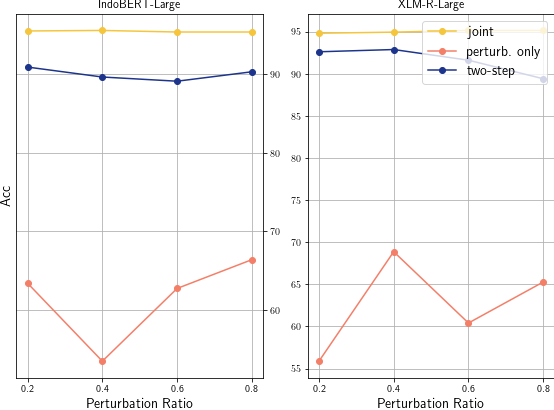 IndoBERT-Large
XLM-R-Large
Acc
90
80
70
60
0.2 0.4 0.6 0.8
Perturbation Ratio
95
90
85
80
75
70
65
60
55
0.2 0.4 0.6 0.8
Perturbation Ratio
joint
perturb. only
two-step